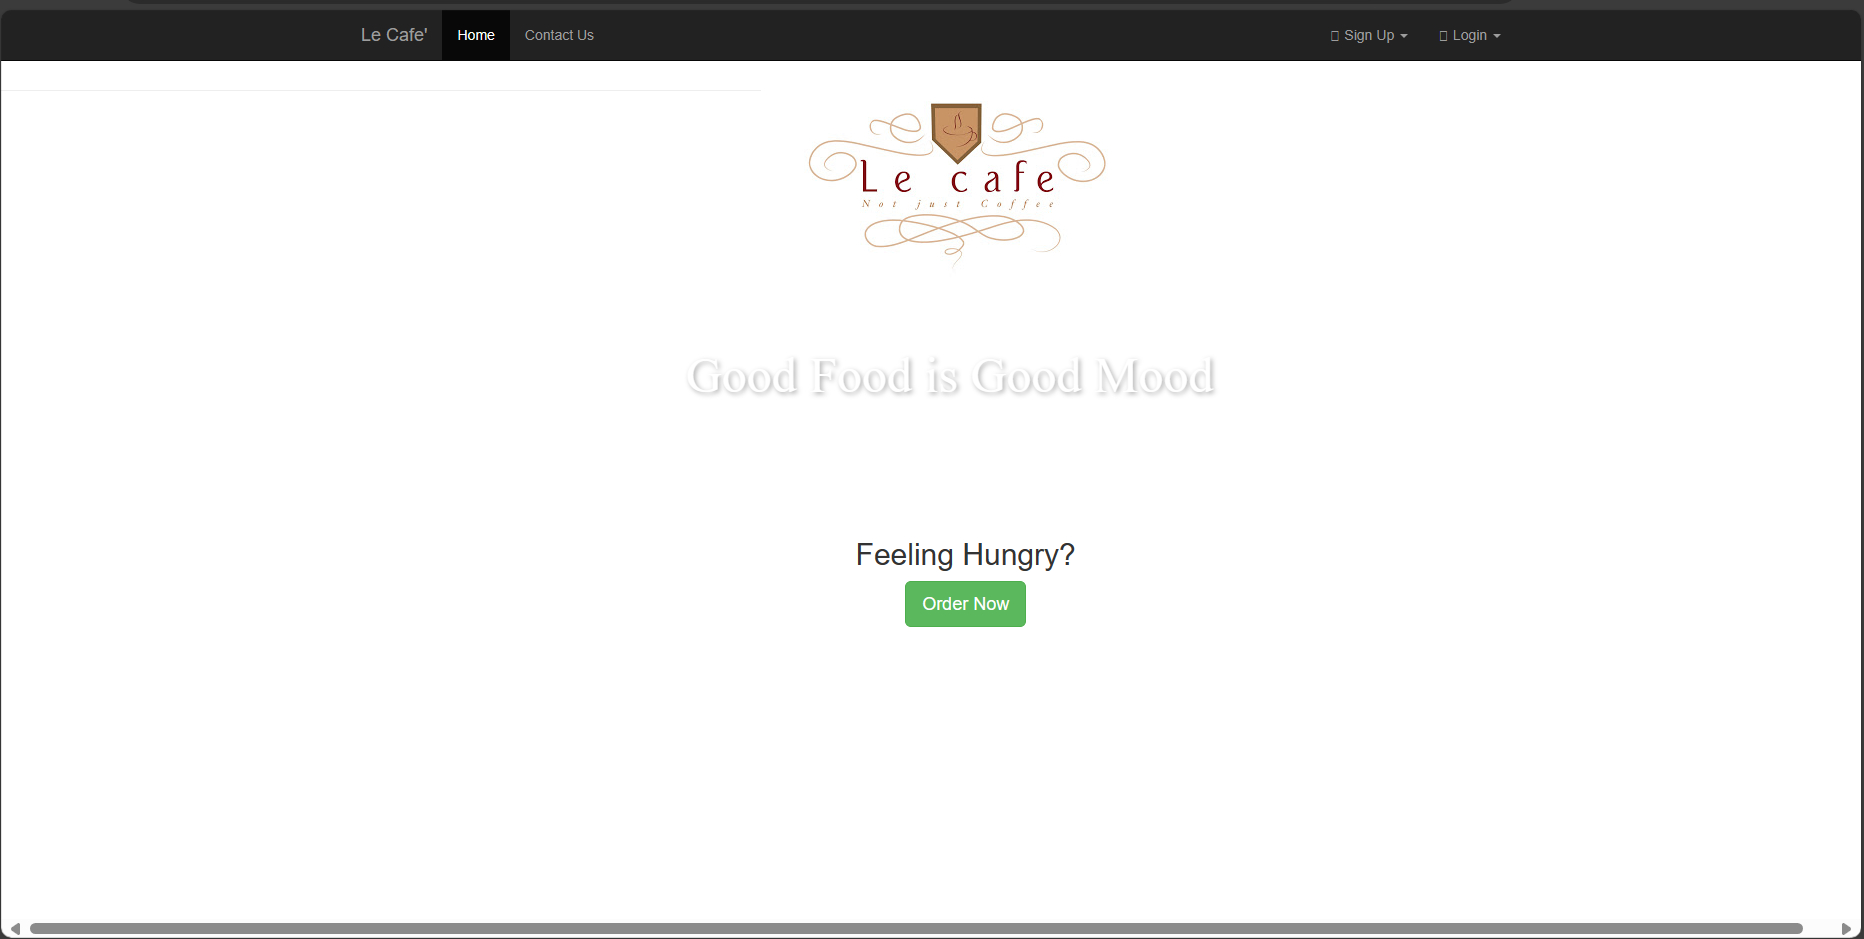 Le Cafe' Home Contact Us Sign Up Login
Le cafe
Not just Coffee
Good Food is Good Mood
Feeling Hungry?
Order Now